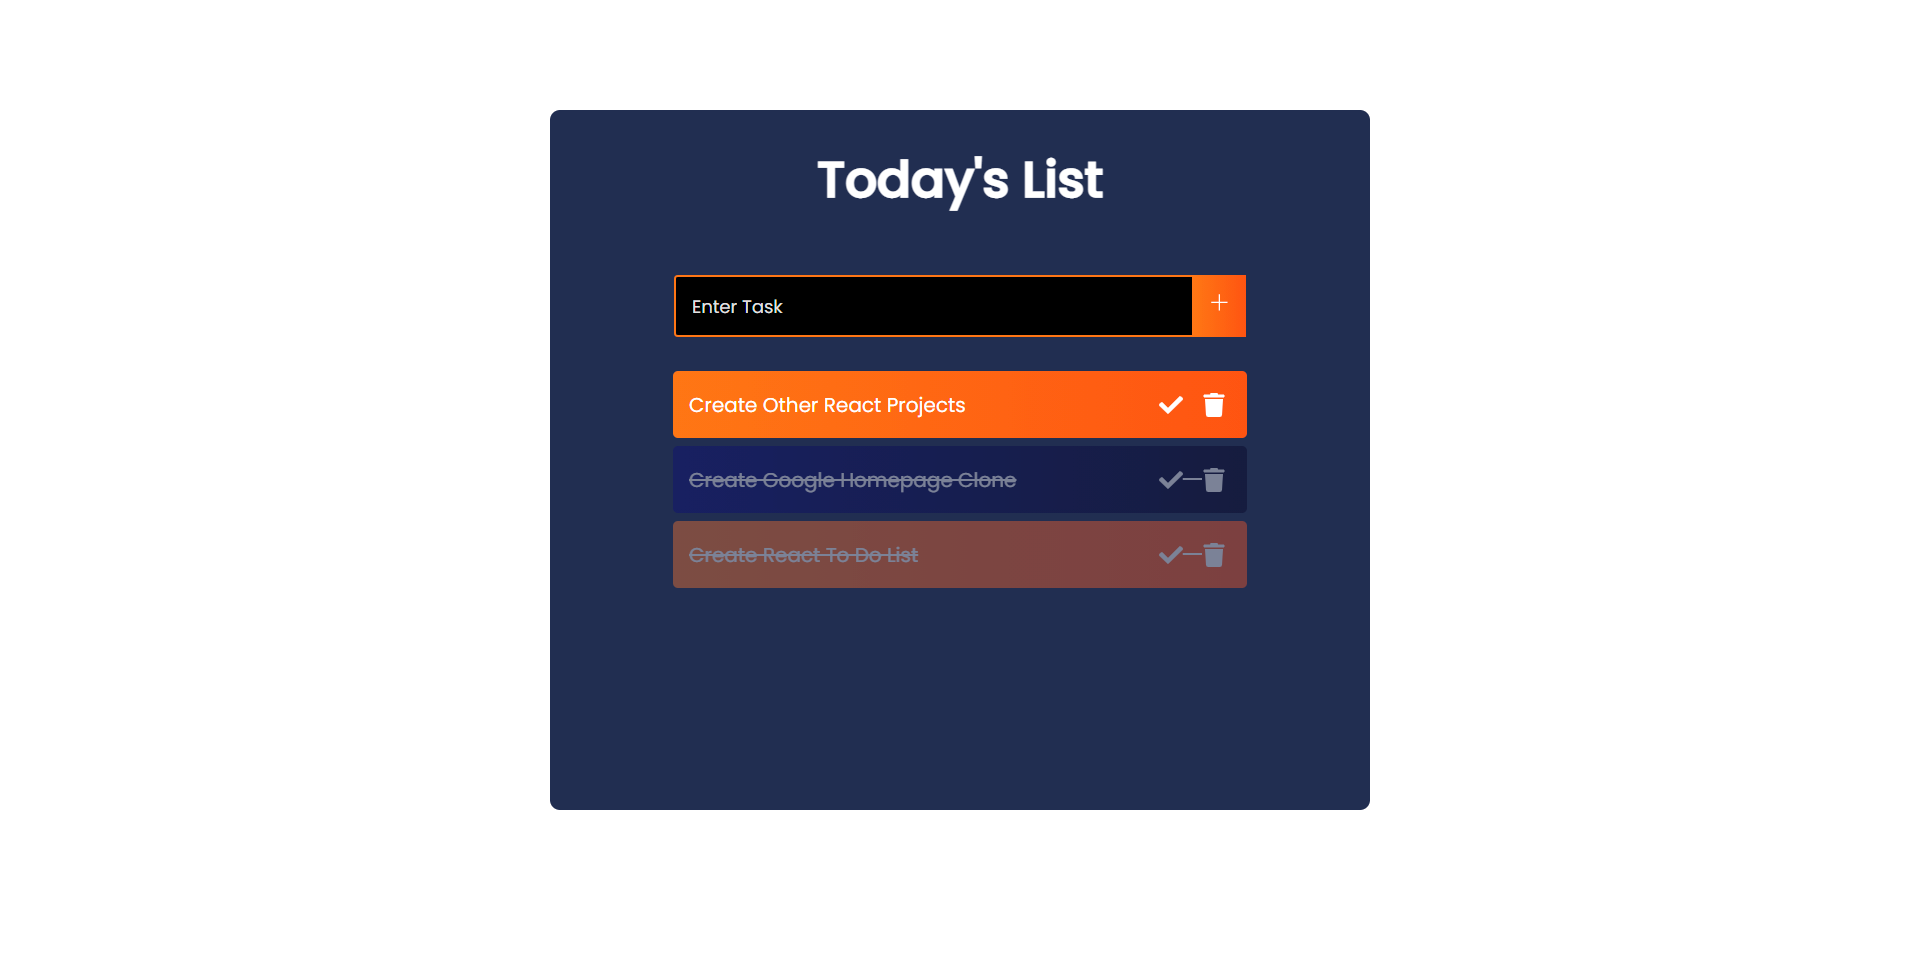 Today's List
Enter Task
Create Other React Projects
Create Google Homepage Clone
Create React To Do List